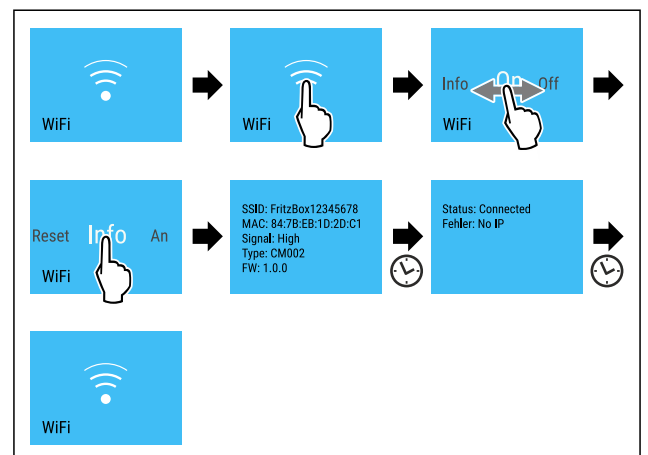 WiFi
WiFi
Info On Off
WiFi
Reset Info An
WiFi
SSID: FritzBox12345678
MAC: 84:7B:EB:1D:2D:C1
Signal: High
Type: CM002
FW: 1.0.0
Status: Connected
Fehler: No IP
WiFi